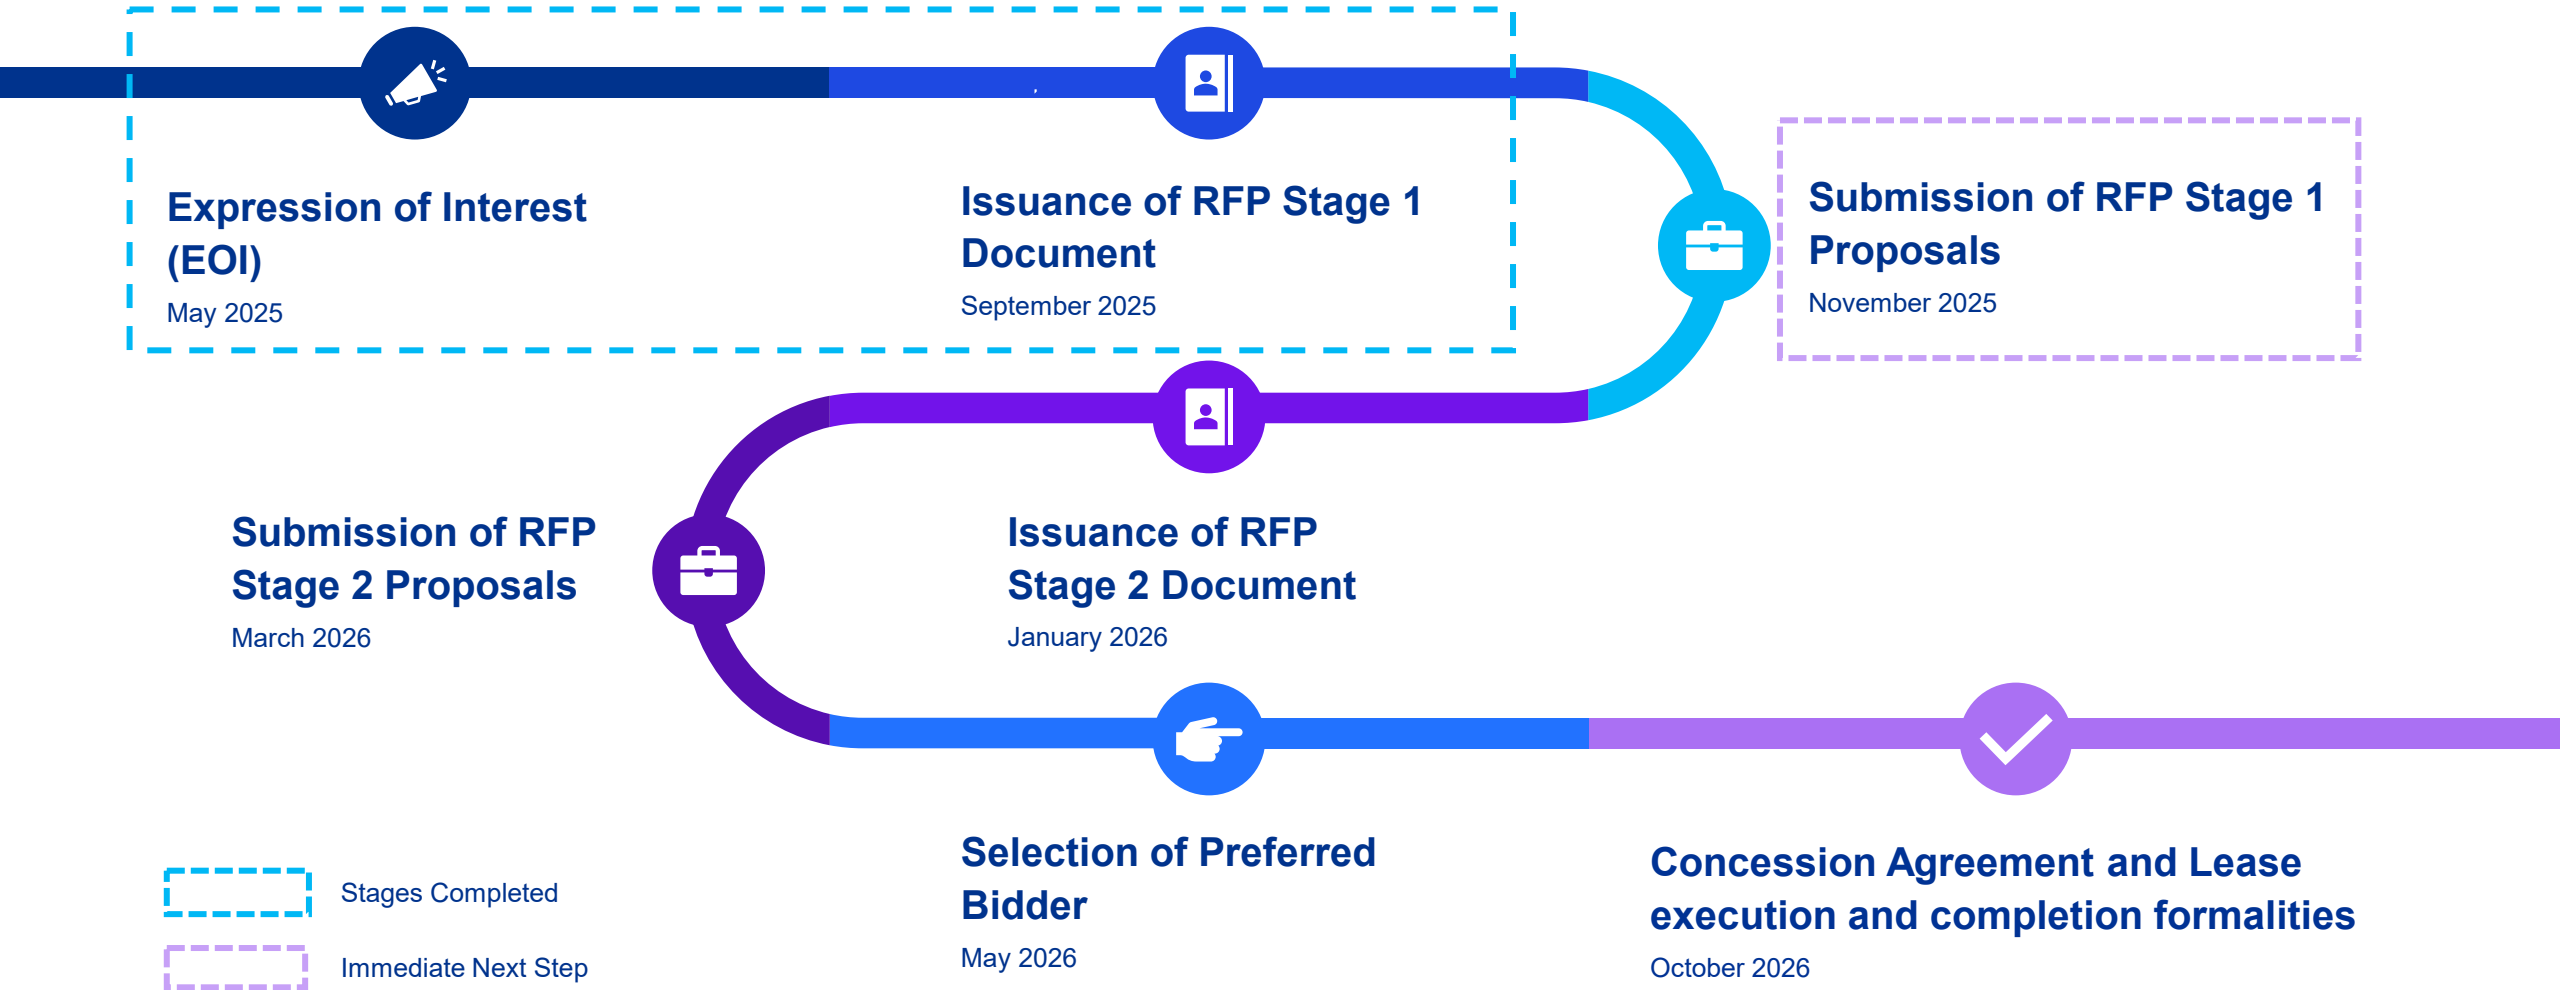 Expression of Interest
(EOI)
May 2025
Issuance of RFP Stage 1
Document
September 2025
Submission of RFP Stage 1
Proposals
November 2025
Issuance of RFP
Stage 2 Document
January 2026
Submission of RFP
Stage 2 Proposals
March 2026
Selection of Preferred
Bidder
May 2026
Concession Agreement and Lease
execution and completion formalities
October 2026
Stages Completed
Immediate Next Step